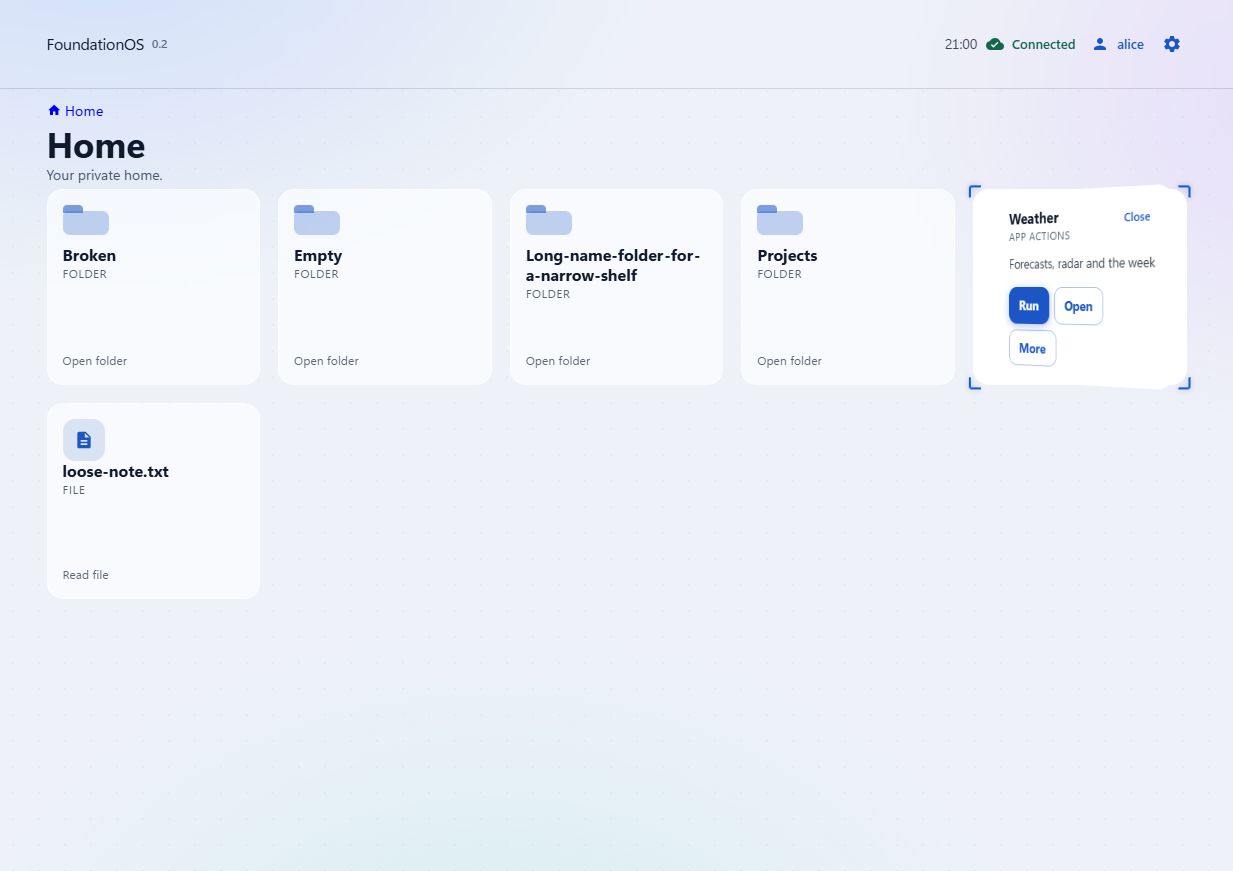 FoundationOS 0.2
21:00 Connected alice
Home
Home
Your private home.
Broken
FOLDER
Open folder
Empty
FOLDER
Open folder
Long-name-folder-for-
a-narrow-shelf
FOLDER
Open folder
Projects
FOLDER
Open folder
Weather Close
APP ACTIONS
Forecasts, radar and the week
Run Open
More
loose-note.txt
FILE
Read file